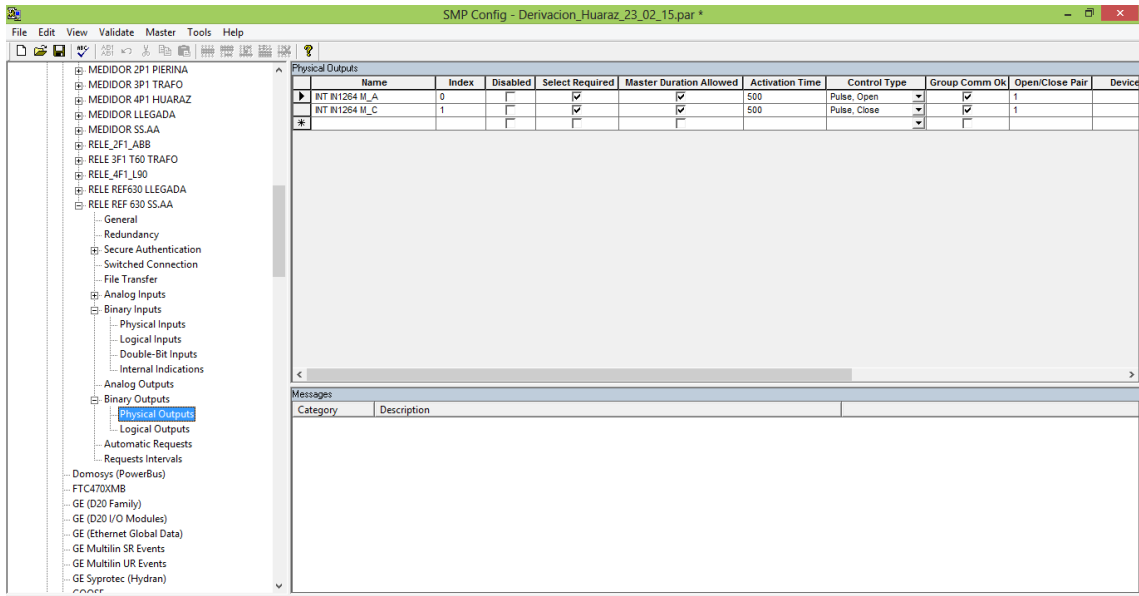 SMP Config - Derivacion_Huaraz_23_02_15.par *
File Edit View Validate Master Tools Help
MEDIDOR 2P1 PIERINA
MEDIDOR 3P1 TRAFO
MEDIDOR 4P1 HUARAZ
MEDIDOR LLEGADA
MEDIDOR SS.AA
RELE_2F1_ABB
RELE 3F1 T60 TRAFO
RELE_4F1_L90
RELE REF630 LLEGADA
RELE REF 630 SS.AA
General
Redundancy
Secure Authentication
Switched Connection
File Transfer
Analog Inputs
Binary Inputs
Physical Inputs
Logical Inputs
Double-Bit Inputs
Internal Indications
Analog Outputs
Binary Outputs
Physical Outputs
Logical Outputs
Automatic Requests
Requests Intervals
Domosys (PowerBus)
FTC470XMB
GE (D20 Family)
GE (D20 I/O Modules)
GE (Ethernet Global Data)
GE Multilin SR Events
GE Multilin UR Events
GE Syprotec (Hydran)
GOOSE
Physical Outputs
Name Index Disabled Select Required Master Duration Allowed Activation Time Control Type Group Comm Ok Open/Close Pair Device
INT IN1264 M_A 0 500 Pulse, Open 1
INT IN1264 M_C 1 500 Pulse, Close 1
Messages
Category Description